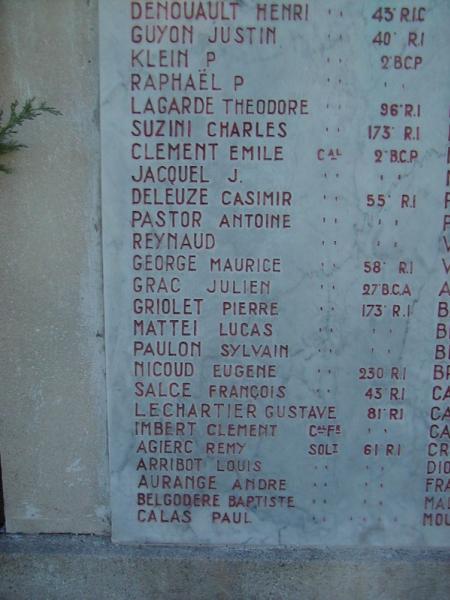 DENOUAULT HENRI " 43° R.I.C
GUYON JUSTIN " 40° R.I
KLEIN P " 2° B.C.P
RAPHAËL P " "
LAGARDE THEODORE " 96° R.I
SUZINI CHARLES " 173° R.I
CLEMENT EMILE CAL 2° B.C.P.
JACQUEL J. " "
DELEUZE CASIMIR " 55° R.I
PASTOR ANTOINE " "
REYNAUD " "
GEORGE MAURICE " 58° R.I
GRAC JULIEN " 27° B.C.A
GRIOLET PIERRE " 173° R.I
MATTEI LUCAS " "
PAULON SYLVAIN " "
NICOUD EUGENE " 230 R.I
SALCE FRANÇOIS " 43° R.I
LECHARTIER GUSTAVE " 81° R.I
IMBERT CLEMENT " "
AGIERC REMY SOLT 61 R.I
ARRIBOT LOUIS " "
AURANGE ANDRE " "
BELGODERE BAPTISTE " "
CALAS PAUL " "